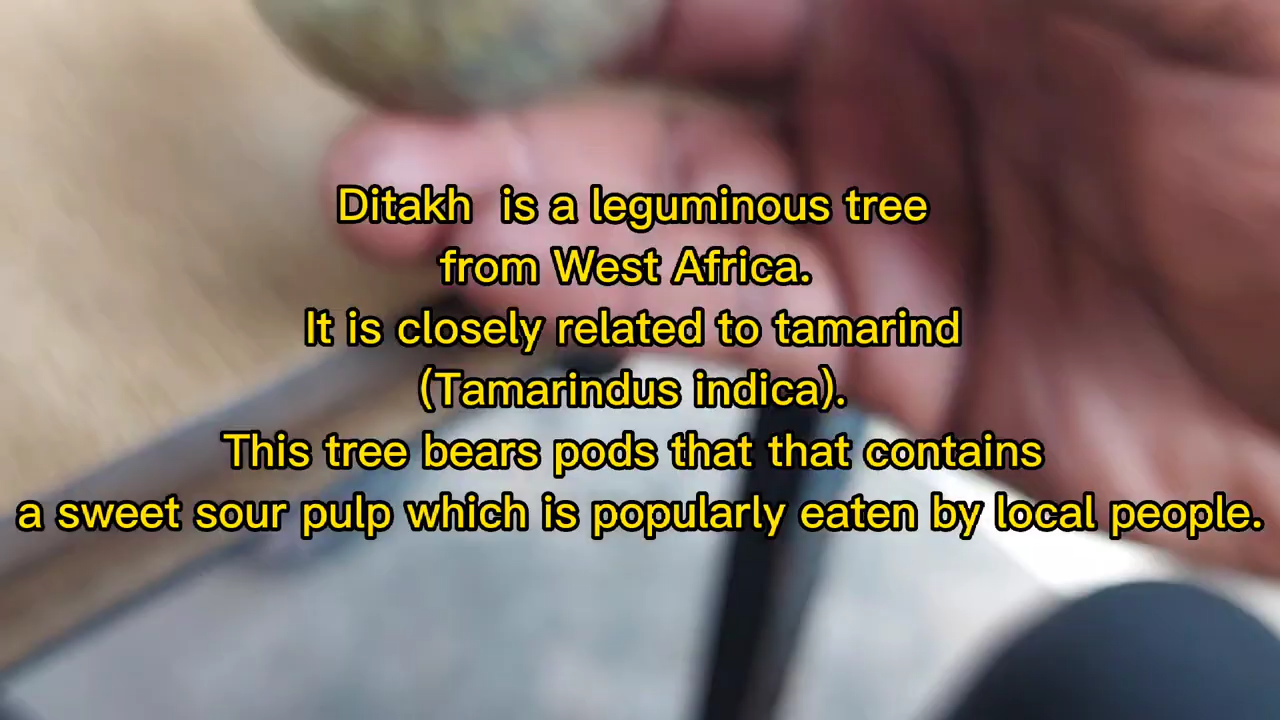 Ditakh is a leguminous tree
from West Africa.
It is closely related to tamarind
(Tamarindus indica).
This tree bears pods that that contains
a sweet sour pulp which is popularly eaten by local people.